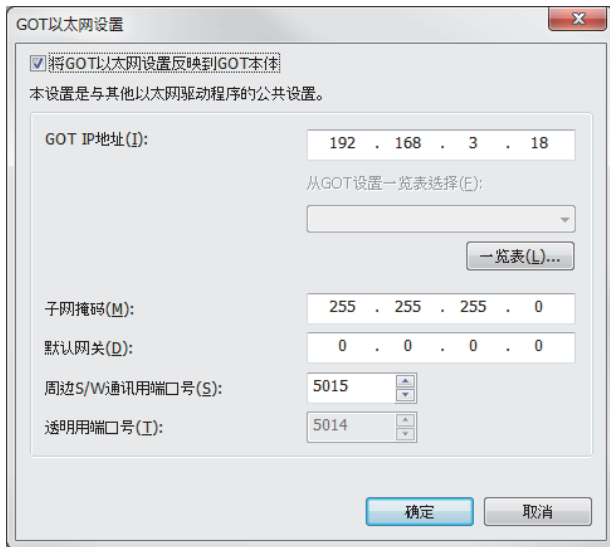 GOT以太网设置
将GOT以太网设置反映到GOT本体
本设置是与其他以太网驱动程序的公共设置。
GOT IP地址(I): 192 . 168 . 3 . 18
从GOT设置一览表选择(F):
一览表(L)...
子网掩码(M): 255 . 255 . 255 . 0
默认网关(D): 0 . 0 . 0 . 0
周边S/W通讯用端口号(S): 5015
透明用端口号(T): 5014
确定 取消